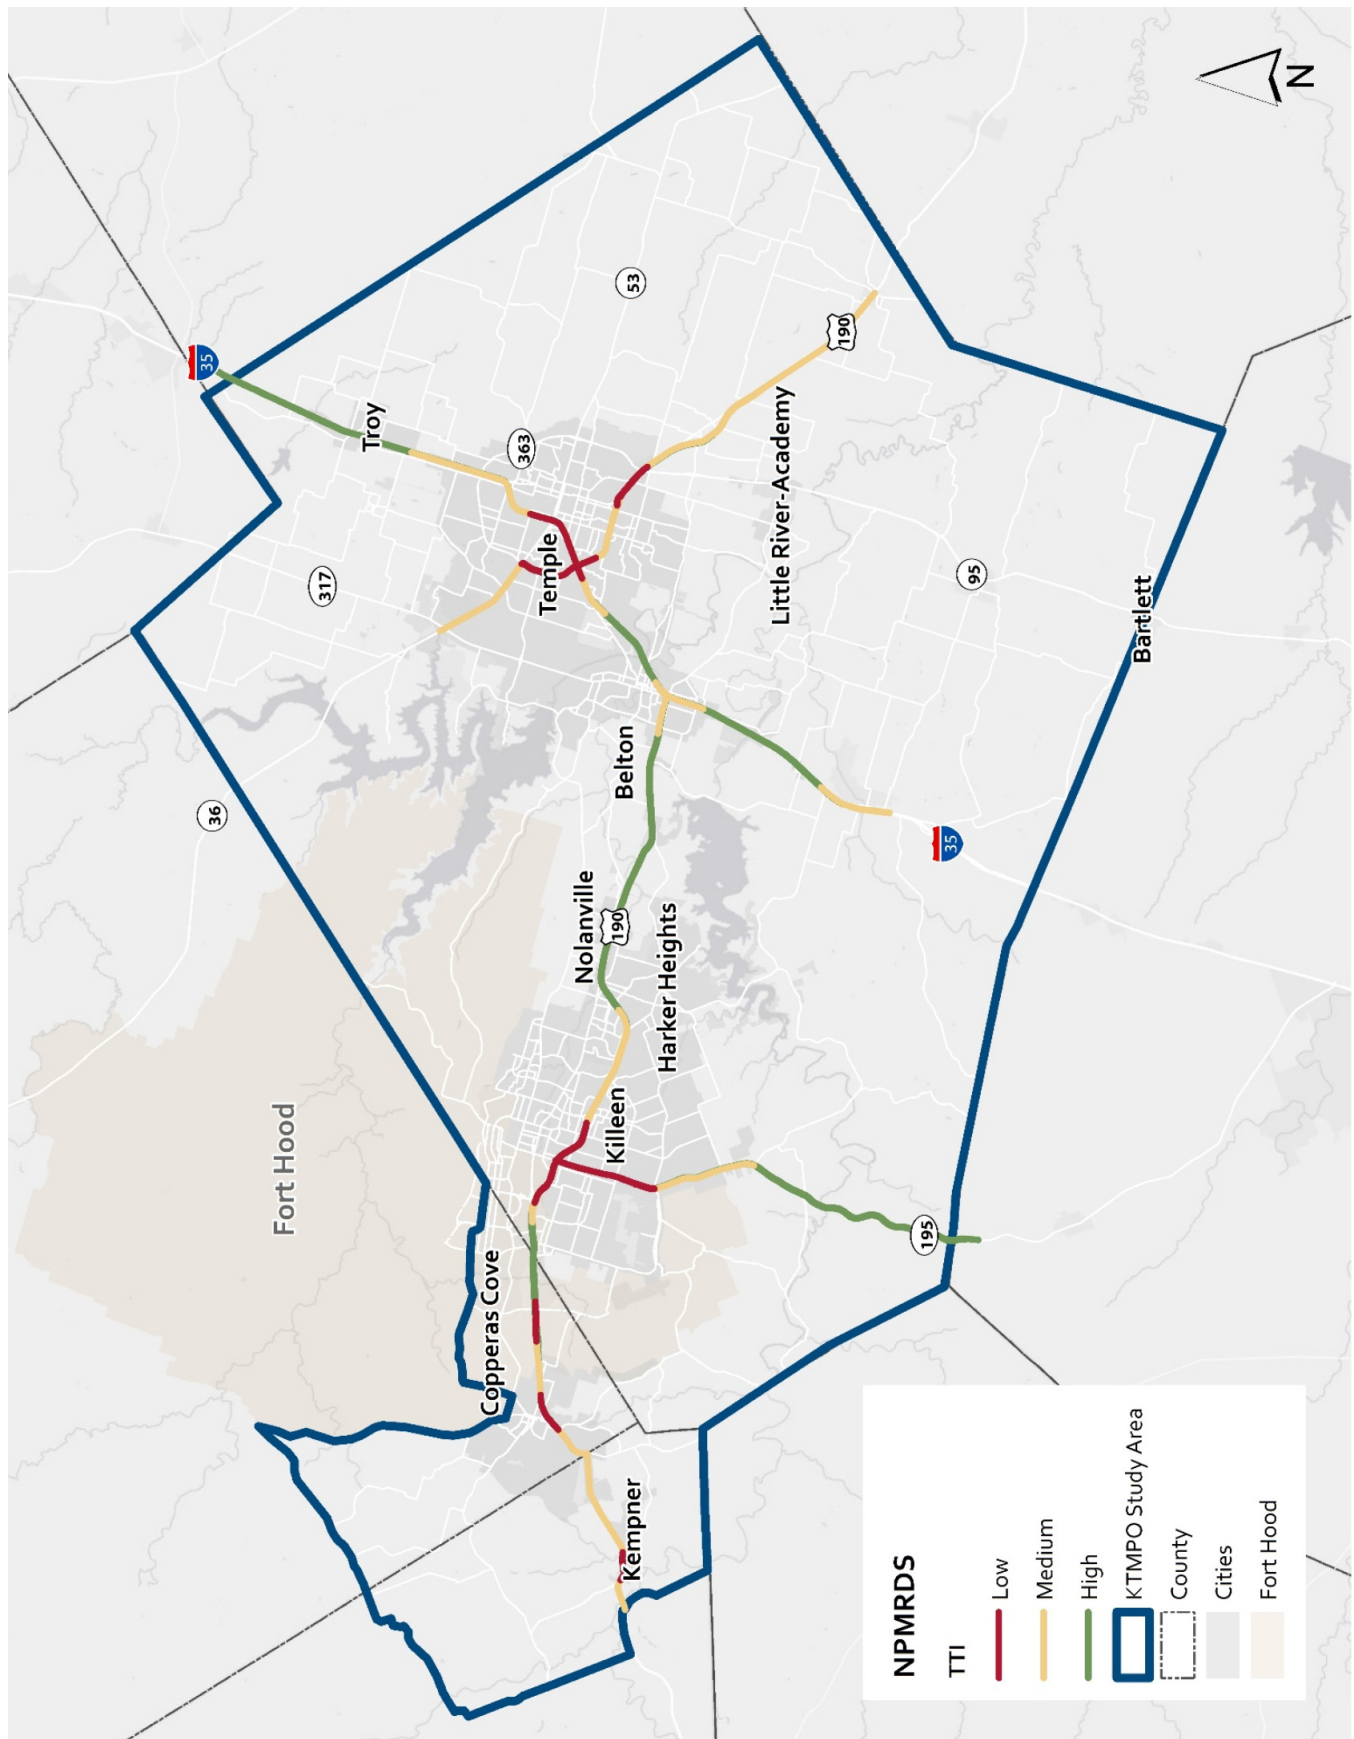 36
317
35
Troy
363
53
Temple
190
Fort Hood
Belton
Little River-Academy
Nolanville
190
Harker Heights
95
Killeen
35
Bartlett
Copperas Cove
195
Kempner
N
NPMRDS
TTI
Low
Medium
High
KTMPO Study Area
County
Cities
Fort Hood